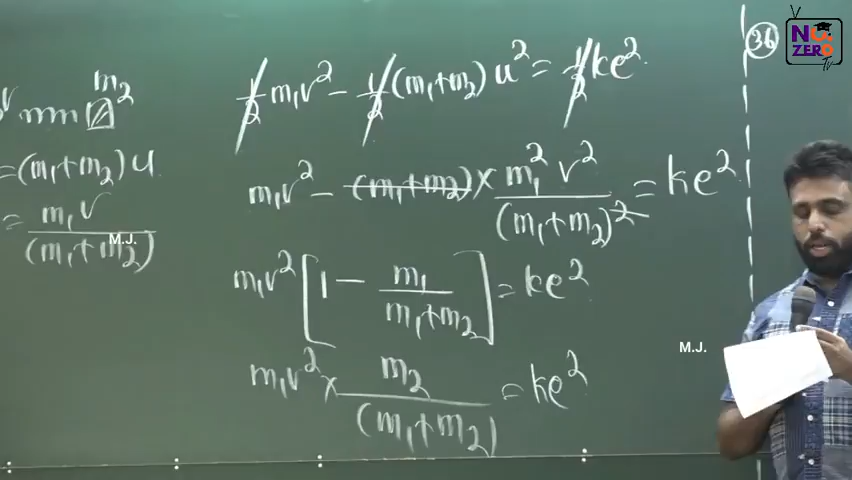 m₂
v mm
=(m₁+m₂)u
= m₁v / (m₁+m₂)
½m₁v² - ½(m₁+m₂)u² = ½ke²
m₁v² - (m₁+m₂) × m₁²v² / (m₁+m₂)² = ke²
m₁v² [1 - m₁ / m₁+m₂] = ke²
m₁v² × m₂ / (m₁+m₂) = ke²
36
NO.
ZERO
TV
M.J.
M.J.